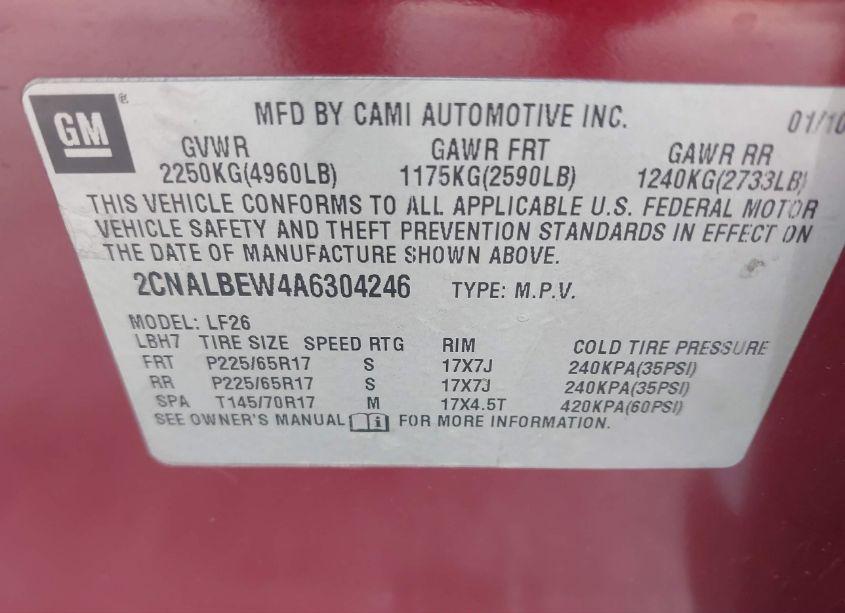 GM®
MFD BY CAMI AUTOMOTIVE INC. 01/10
GVWR GAWR FRT GAWR RR
2250KG(4960LB) 1175KG(2590LB) 1240KG(2733LB)
THIS VEHICLE CONFORMS TO ALL APPLICABLE U.S. FEDERAL MOTOR
VEHICLE SAFETY AND THEFT PREVENTION STANDARDS IN EFFECT ON
THE DATE OF MANUFACTURE SHOWN ABOVE.
2CNALBEW4A6304246 TYPE: M.P.V.
MODEL: LF26
LBH7 TIRE SIZE SPEED RTG RIM COLD TIRE PRESSURE
FRT P225/65R17 S 17X7J 240KPA(35PSI)
RR P225/65R17 S 17X7J 240KPA(35PSI)
SPA T145/70R17 M 17X4.5T 420KPA(60PSI)
SEE OWNER'S MANUAL i FOR MORE INFORMATION.